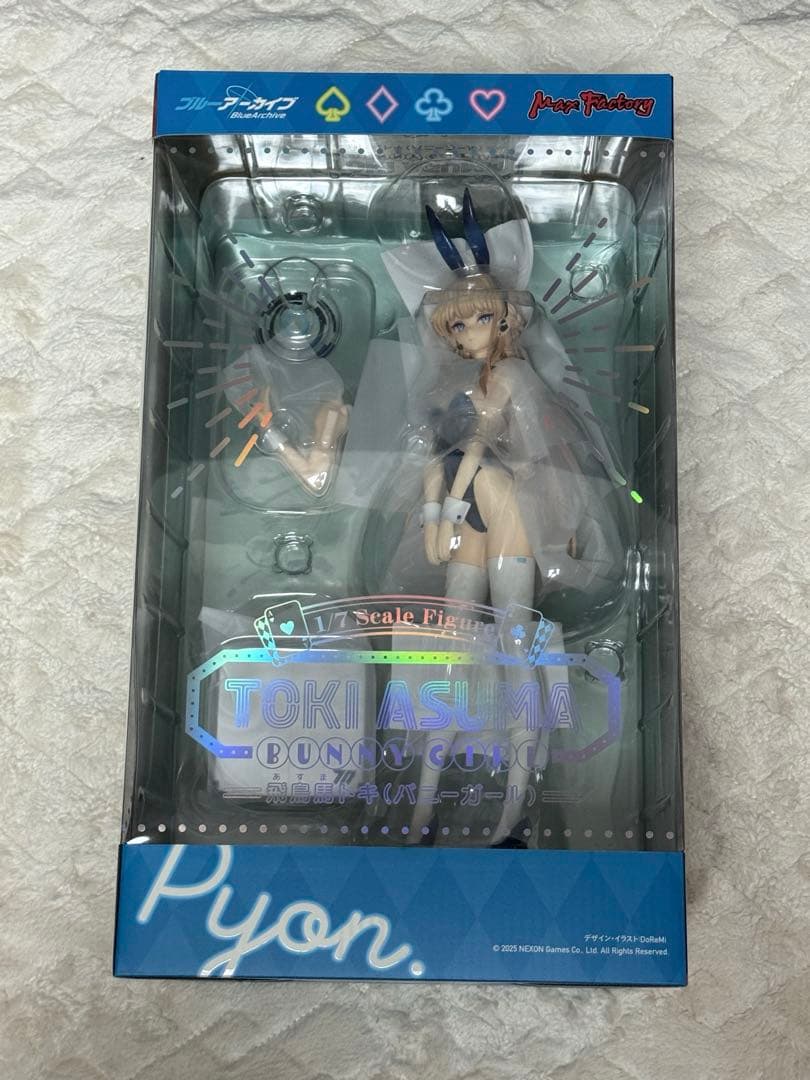 ブルーアーカイブ
BlueArchive
Max Factory
1/7 Scale Figure
TOKI ASUMA
BUNNY GIRL
あすま
飛鳥馬トキ(バニーガール)
Pyon.
デザイン・イラスト:DoReMi
© 2025 NEXON Games Co., Ltd. All Rights Reserved.